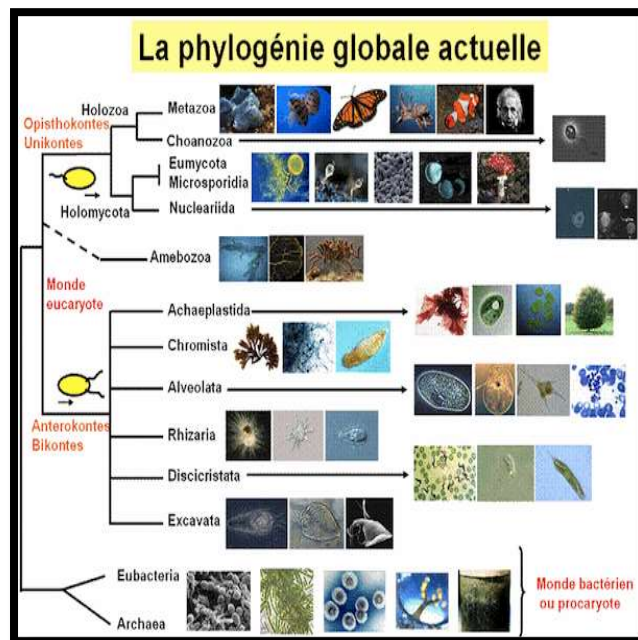 La phylogénie globale actuelle
Holozoa
Metazoa
Opisthokontes
Unikontes
Choanozoa
Eumycota
Microsporidia
Holomycota
Nucleariida
Amebozoa
Monde
eucaryote
Achaeplastida
Chromista
Alveolata
Anterokontes
Bikontes
Rhizaria
Discicristata
Excavata
Eubacteria
Monde bactérien
ou procaryote
Archaea